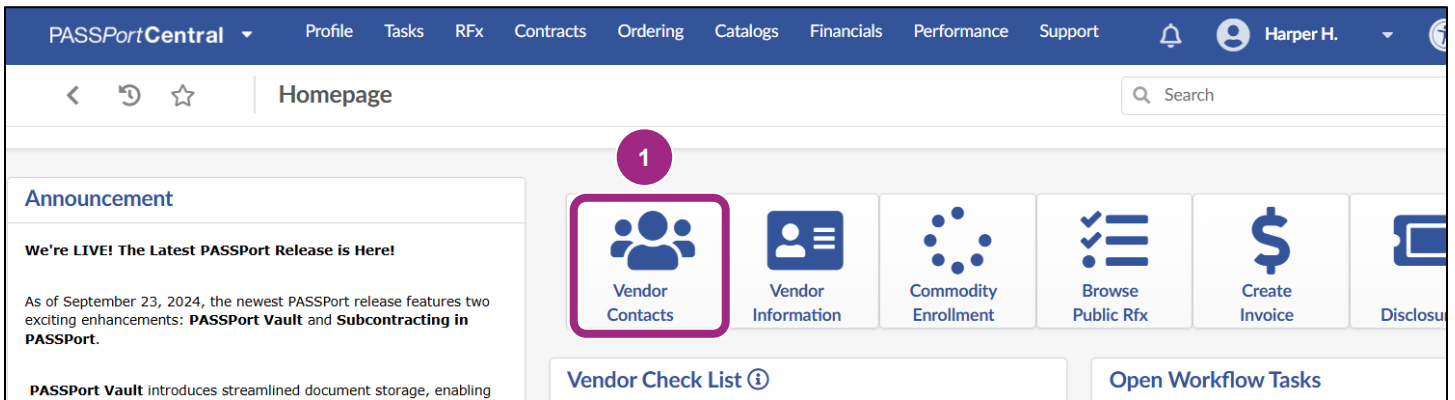 PASSPortCentral Profile Tasks RFx Contracts Ordering Catalogs Financials Performance Support Harper H.
Homepage Search
1
Announcement
We're LIVE! The Latest PASSPort Release is Here!
As of September 23, 2024, the newest PASSPort release features two
exciting enhancements: PASSPort Vault and Subcontracting in
PASSPort.
PASSPort Vault introduces streamlined document storage, enabling
Vendor
Contacts
Vendor
Information
Commodity
Enrollment
Browse
Public Rfx
Create
Invoice
Vendor Check List
Open Workflow Tasks